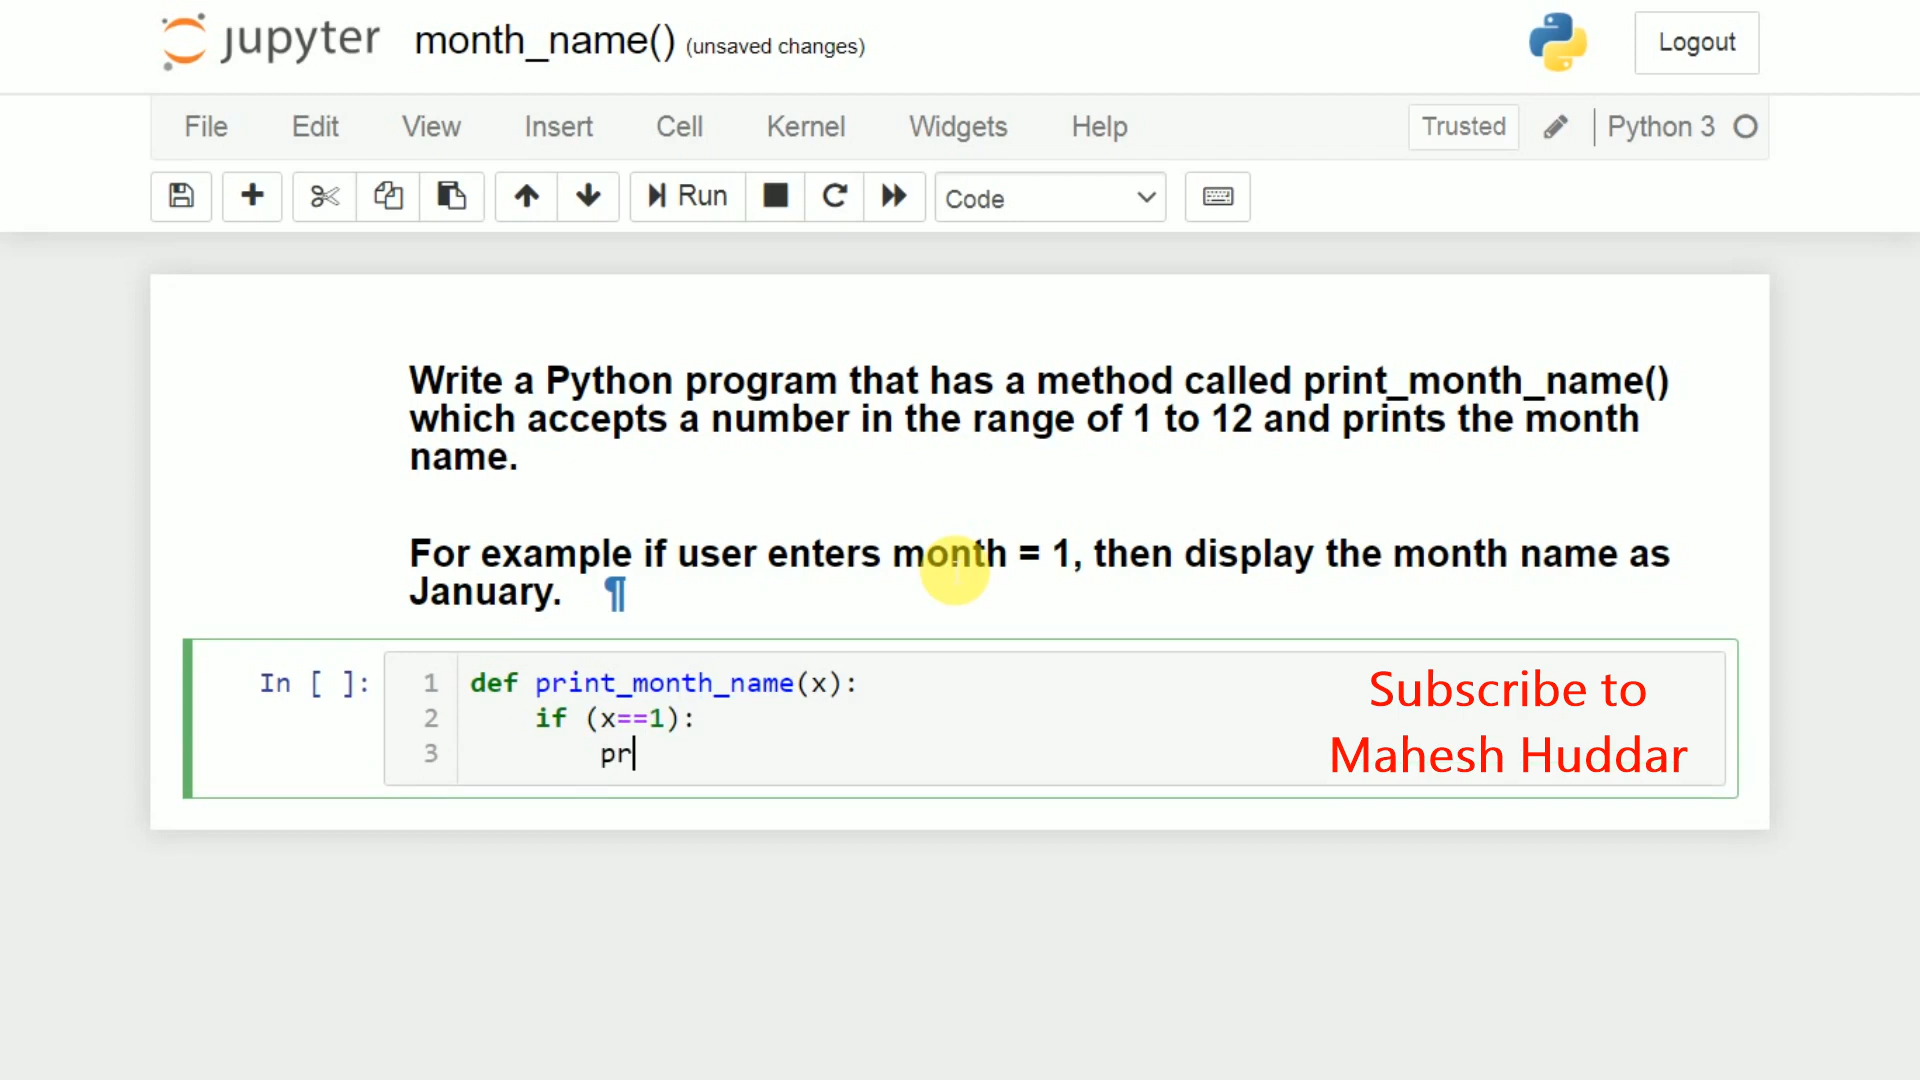 jupyter month_name() (unsaved changes) Logout
File Edit View Insert Cell Kernel Widgets Help Trusted Python 3
Run Code
Write a Python program that has a method called print_month_name()
which accepts a number in the range of 1 to 12 and prints the month
name.
For example if user enters month = 1, then display the month name as
January. ¶
In [ ]: 1 def print_month_name(x):
2 if (x==1):
3 pr
Subscribe to
Mahesh Huddar